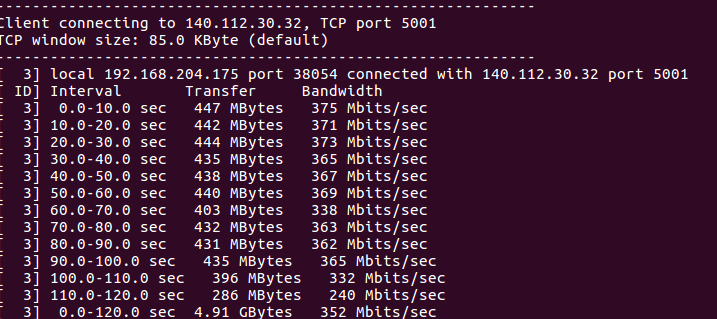 ------------------------------------------------------------
Client connecting to 140.112.30.32, TCP port 5001
TCP window size: 85.0 KByte (default)
------------------------------------------------------------
[  3] local 192.168.204.175 port 38054 connected with 140.112.30.32 port 5001
[ ID] Interval       Transfer     Bandwidth
[  3]  0.0-10.0 sec   447 MBytes   375 Mbits/sec
[  3] 10.0-20.0 sec   442 MBytes   371 Mbits/sec
[  3] 20.0-30.0 sec   444 MBytes   373 Mbits/sec
[  3] 30.0-40.0 sec   435 MBytes   365 Mbits/sec
[  3] 40.0-50.0 sec   438 MBytes   367 Mbits/sec
[  3] 50.0-60.0 sec   440 MBytes   369 Mbits/sec
[  3] 60.0-70.0 sec   403 MBytes   338 Mbits/sec
[  3] 70.0-80.0 sec   432 MBytes   363 Mbits/sec
[  3] 80.0-90.0 sec   431 MBytes   362 Mbits/sec
[  3] 90.0-100.0 sec   435 MBytes   365 Mbits/sec
[  3] 100.0-110.0 sec   396 MBytes   332 Mbits/sec
[  3] 110.0-120.0 sec   286 MBytes   240 Mbits/sec
[  3]  0.0-120.0 sec  4.91 GBytes   352 Mbits/sec